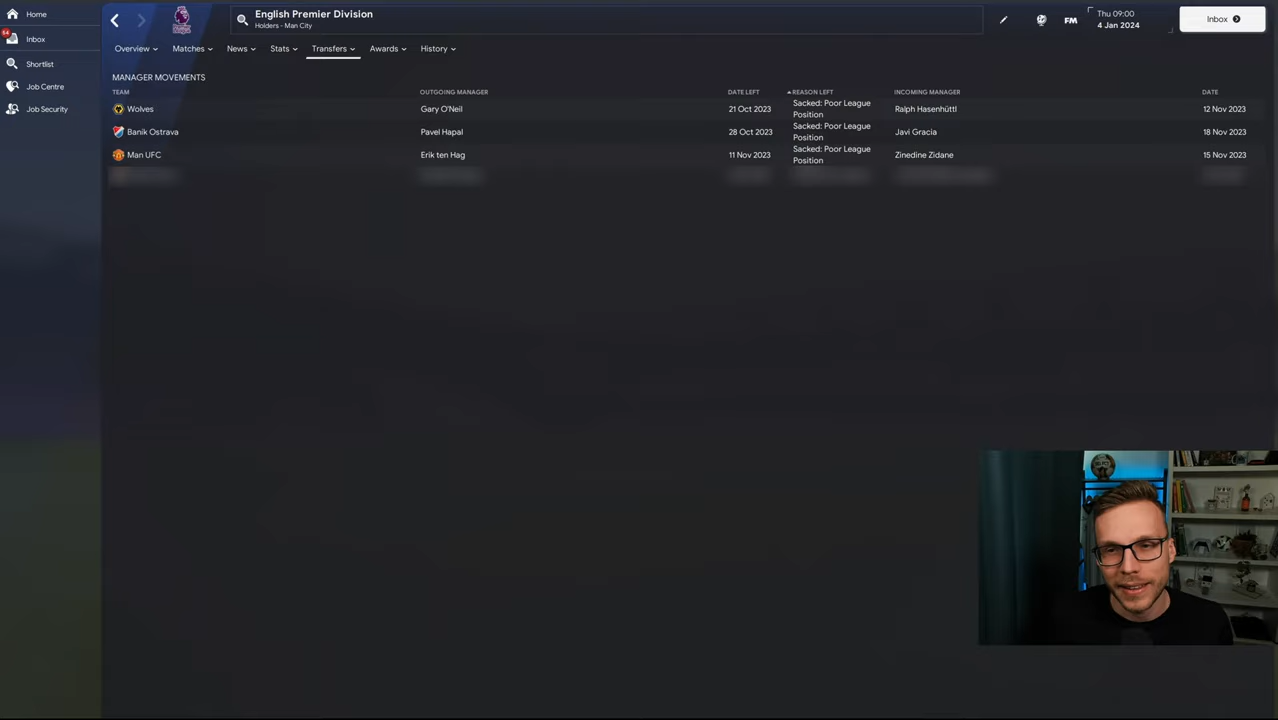 Home
54
Inbox
Shortlist
Job Centre
Job Security
English Premier Division
Holders - Man City
FM
Thu 09:00
4 Jan 2024
Inbox
Overview
Matches
News
Stats
Transfers
Awards
History
MANAGER MOVEMENTS
TEAM OUTGOING MANAGER DATE LEFT REASON LEFT INCOMING MANAGER DATE
Wolves Gary O'Neil 21 Oct 2023 Sacked: Poor League Position Ralph Hasenhüttl 12 Nov 2023
Baník Ostrava Pavel Hapal 28 Oct 2023 Sacked: Poor League Position Javi Gracia 18 Nov 2023
Man UFC Erik ten Hag 11 Nov 2023 Sacked: Poor League Position Zinedine Zidane 15 Nov 2023